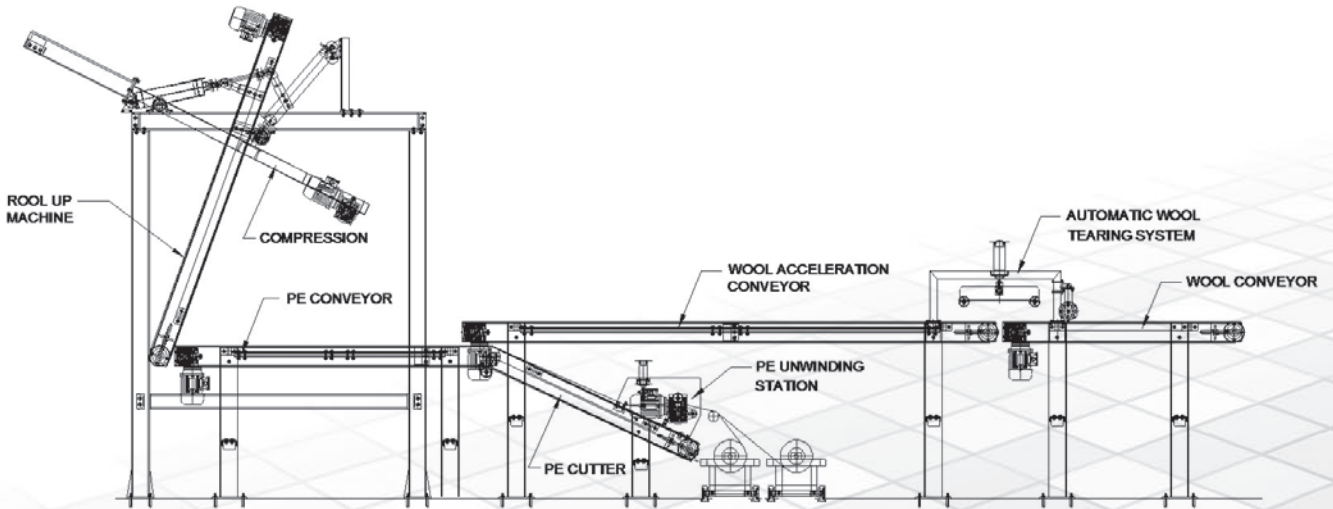 ROOL UP
MACHINE
COMPRESSION
PE CONVEYOR
WOOL ACCELERATION
CONVEYOR
AUTOMATIC WOOL
TEARING SYSTEM
WOOL CONVEYOR
PE UNWINDING
STATION
PE CUTTER